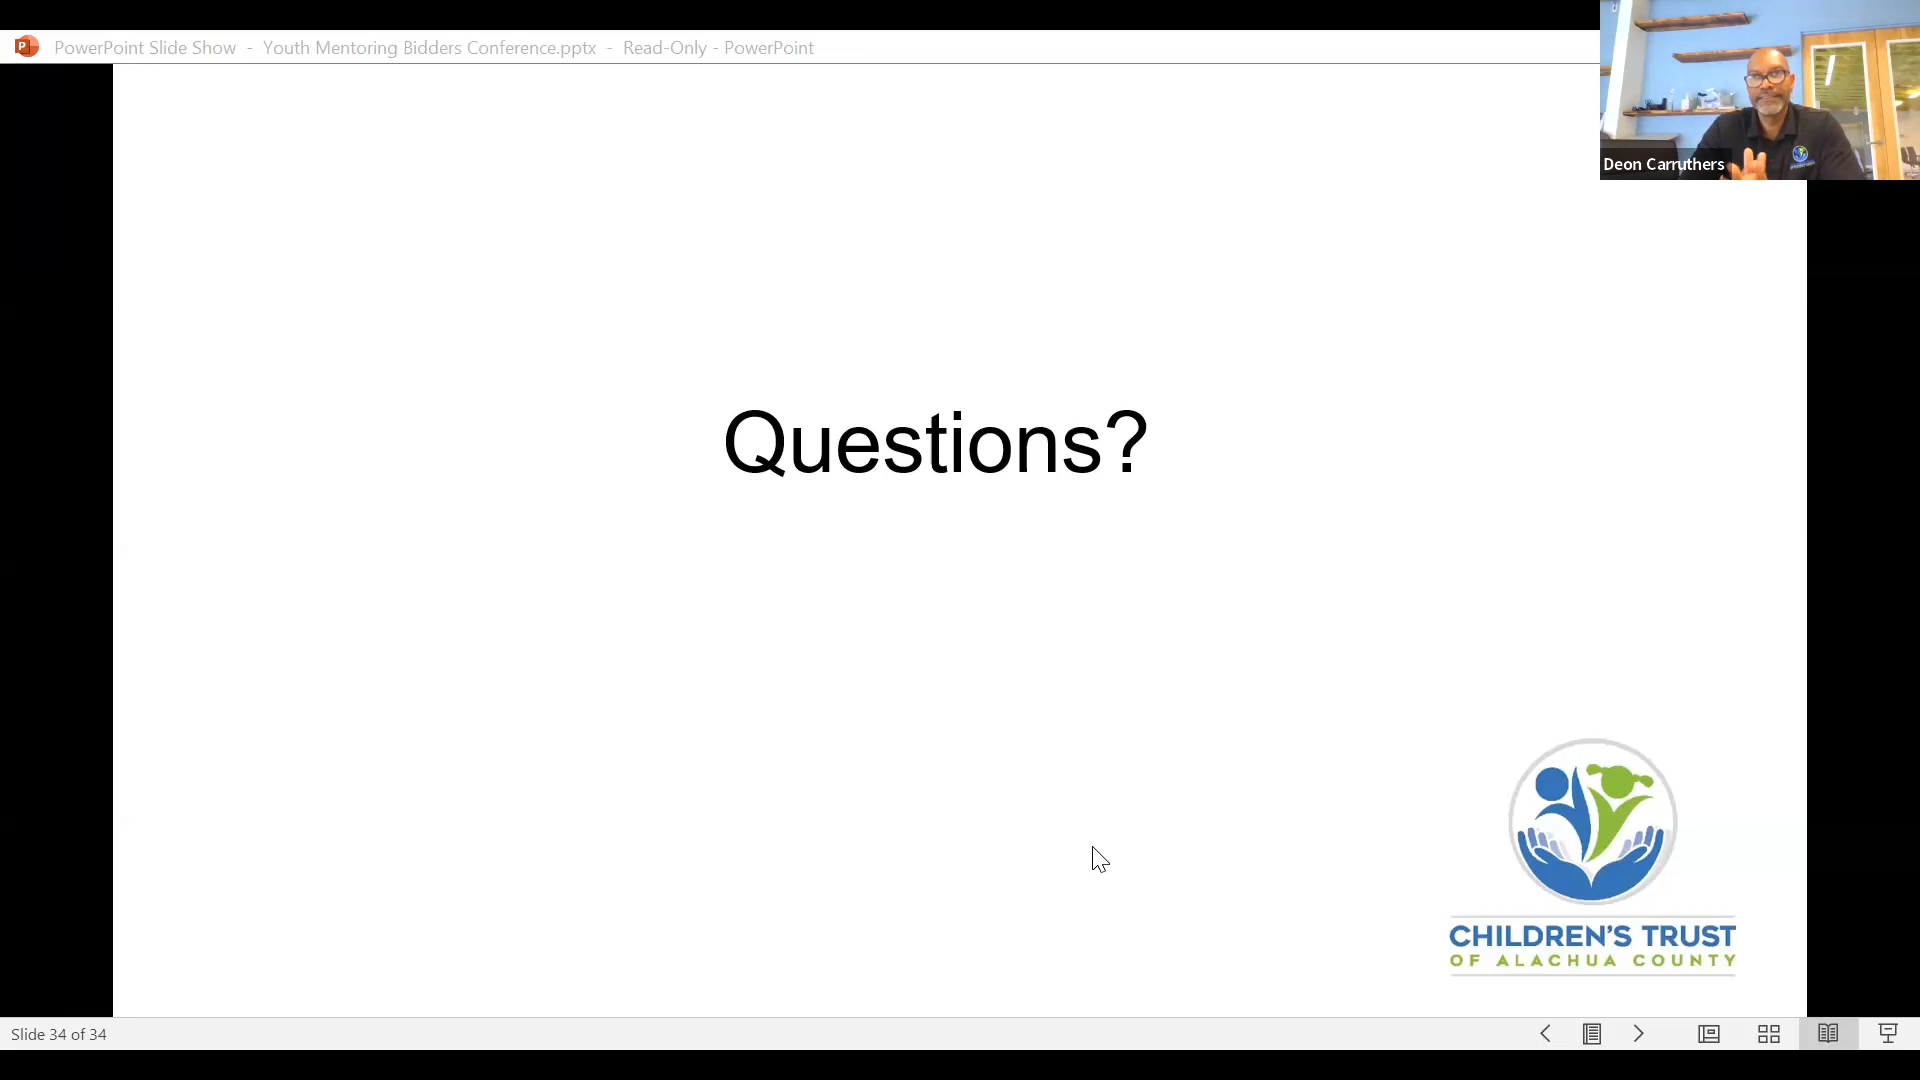 PowerPoint Slide Show - Youth Mentoring Bidders Conference.pptx - Read-Only - PowerPoint
Deon Carruthers
Questions?
CHILDREN'S TRUST
OF ALACHUA COUNTY
Slide 34 of 34